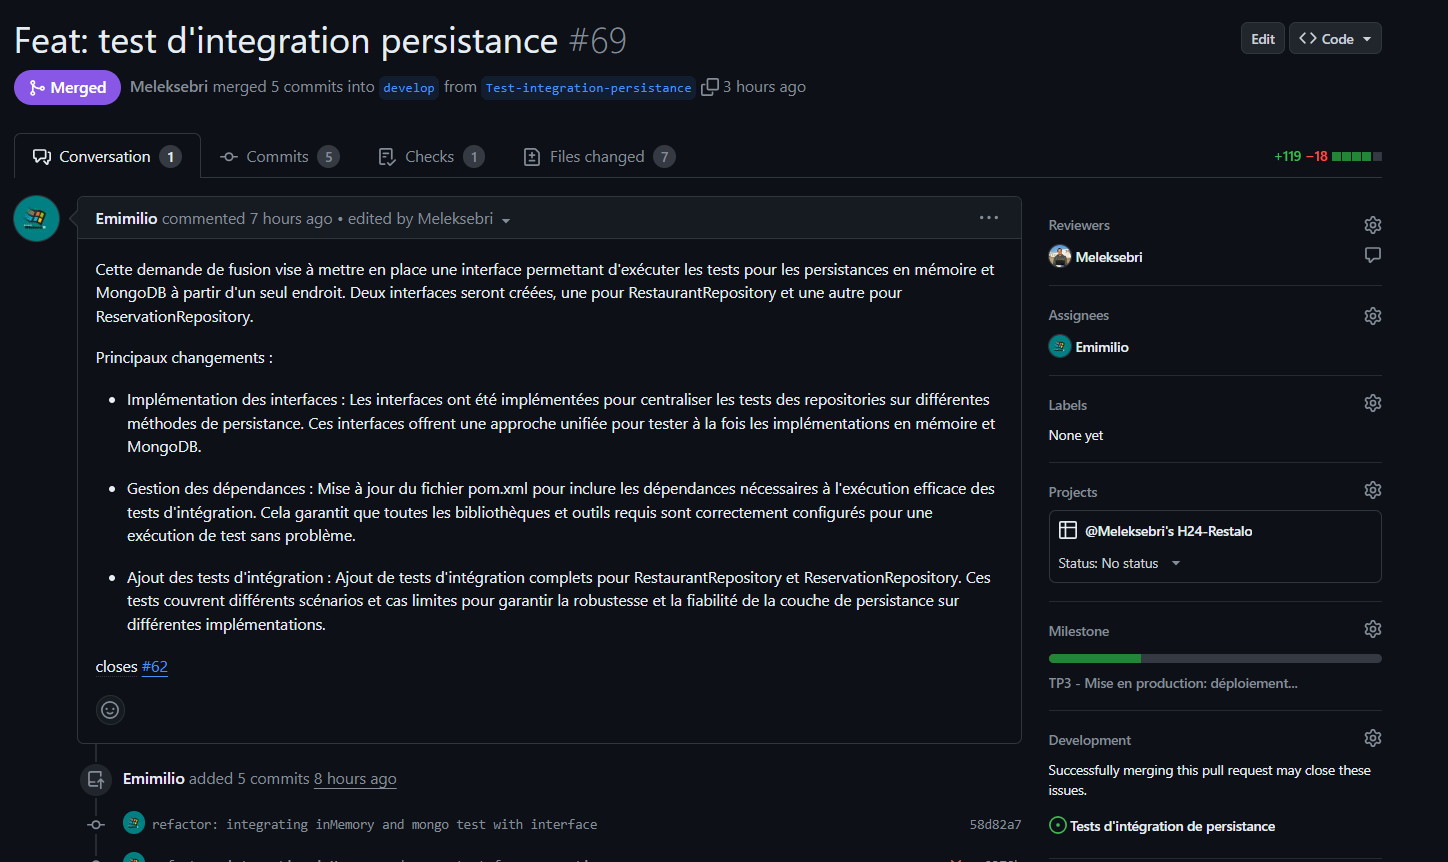 Feat: test d'integration persistance #69
Edit
Code
Merged
Meleksebri merged 5 commits into develop from Test-integration-persistance 3 hours ago
Conversation 1
Commits 5
Checks 1
Files changed 7
+119 −18
Emimilio commented 7 hours ago • edited by Meleksebri
Cette demande de fusion vise à mettre en place une interface permettant d'exécuter les tests pour les persistances en mémoire et
MongoDB à partir d'un seul endroit. Deux interfaces seront créées, une pour RestaurantRepository et une autre pour
ReservationRepository.
Principaux changements :
Implémentation des interfaces : Les interfaces ont été implémentées pour centraliser les tests des repositories sur différentes
méthodes de persistance. Ces interfaces offrent une approche unifiée pour tester à la fois les implémentations en mémoire et
MongoDB.
Gestion des dépendances : Mise à jour du fichier pom.xml pour inclure les dépendances nécessaires à l'exécution efficace des
tests d'intégration. Cela garantit que toutes les bibliothèques et outils requis sont correctement configurés pour une
exécution de test sans problème.
Ajout des tests d'intégration : Ajout de tests d'intégration complets pour RestaurantRepository et ReservationRepository. Ces
tests couvrent différents scénarios et cas limites pour garantir la robustesse et la fiabilité de la couche de persistance sur
différentes implémentations.
closes #62
Emimilio added 5 commits 8 hours ago
refactor: integrating inMemory and mongo test with interface 58d82a7
Reviewers
Meleksebri
Assignees
Emimilio
Labels
None yet
Projects
@Meleksebri's H24-Restalo
Status: No status
Milestone
TP3 - Mise en production: déploiement...
Development
Successfully merging this pull request may close these
issues.
Tests d'intégration de persistance